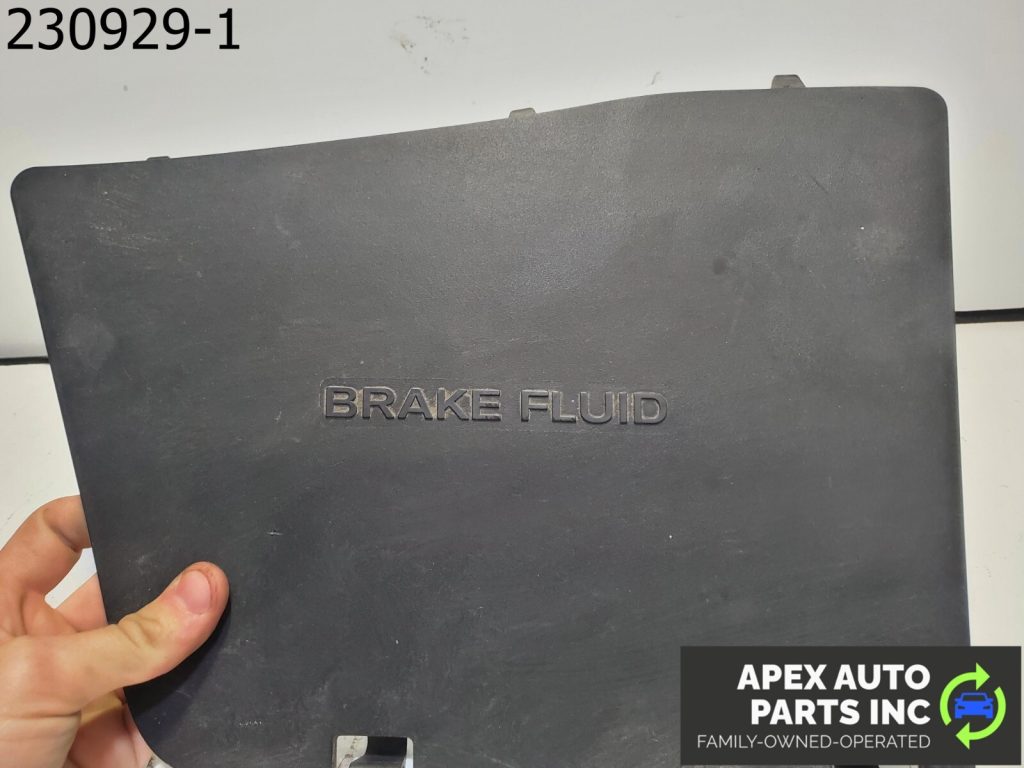 230929-1
BRAKE FLUID
APEX AUTO
PARTS INC
FAMILY-OWNED-OPERATED